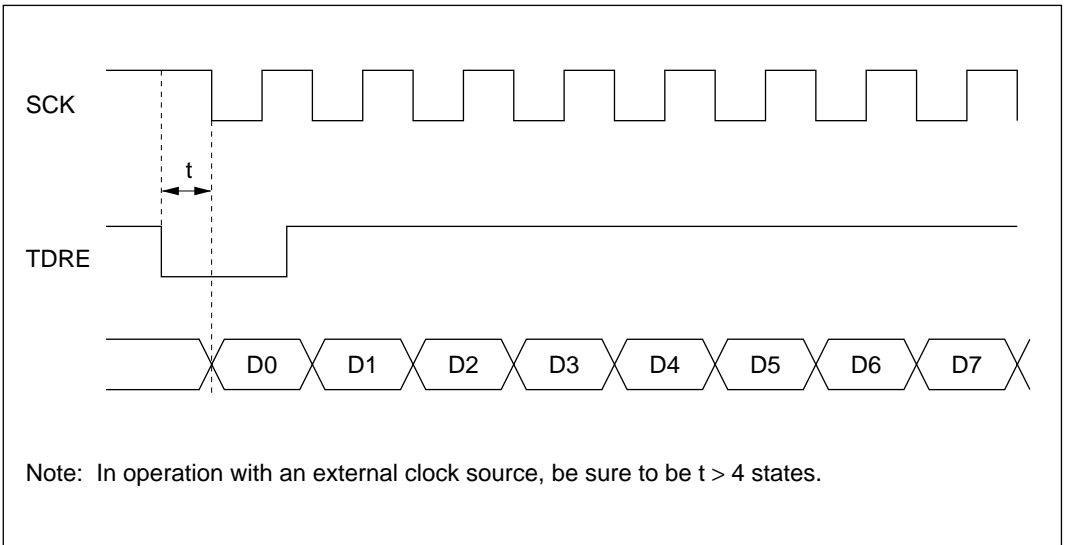 SCK
t
TDRE
D0 D1 D2 D3 D4 D5 D6 D7
Note: In operation with an external clock source, be sure to be t > 4 states.